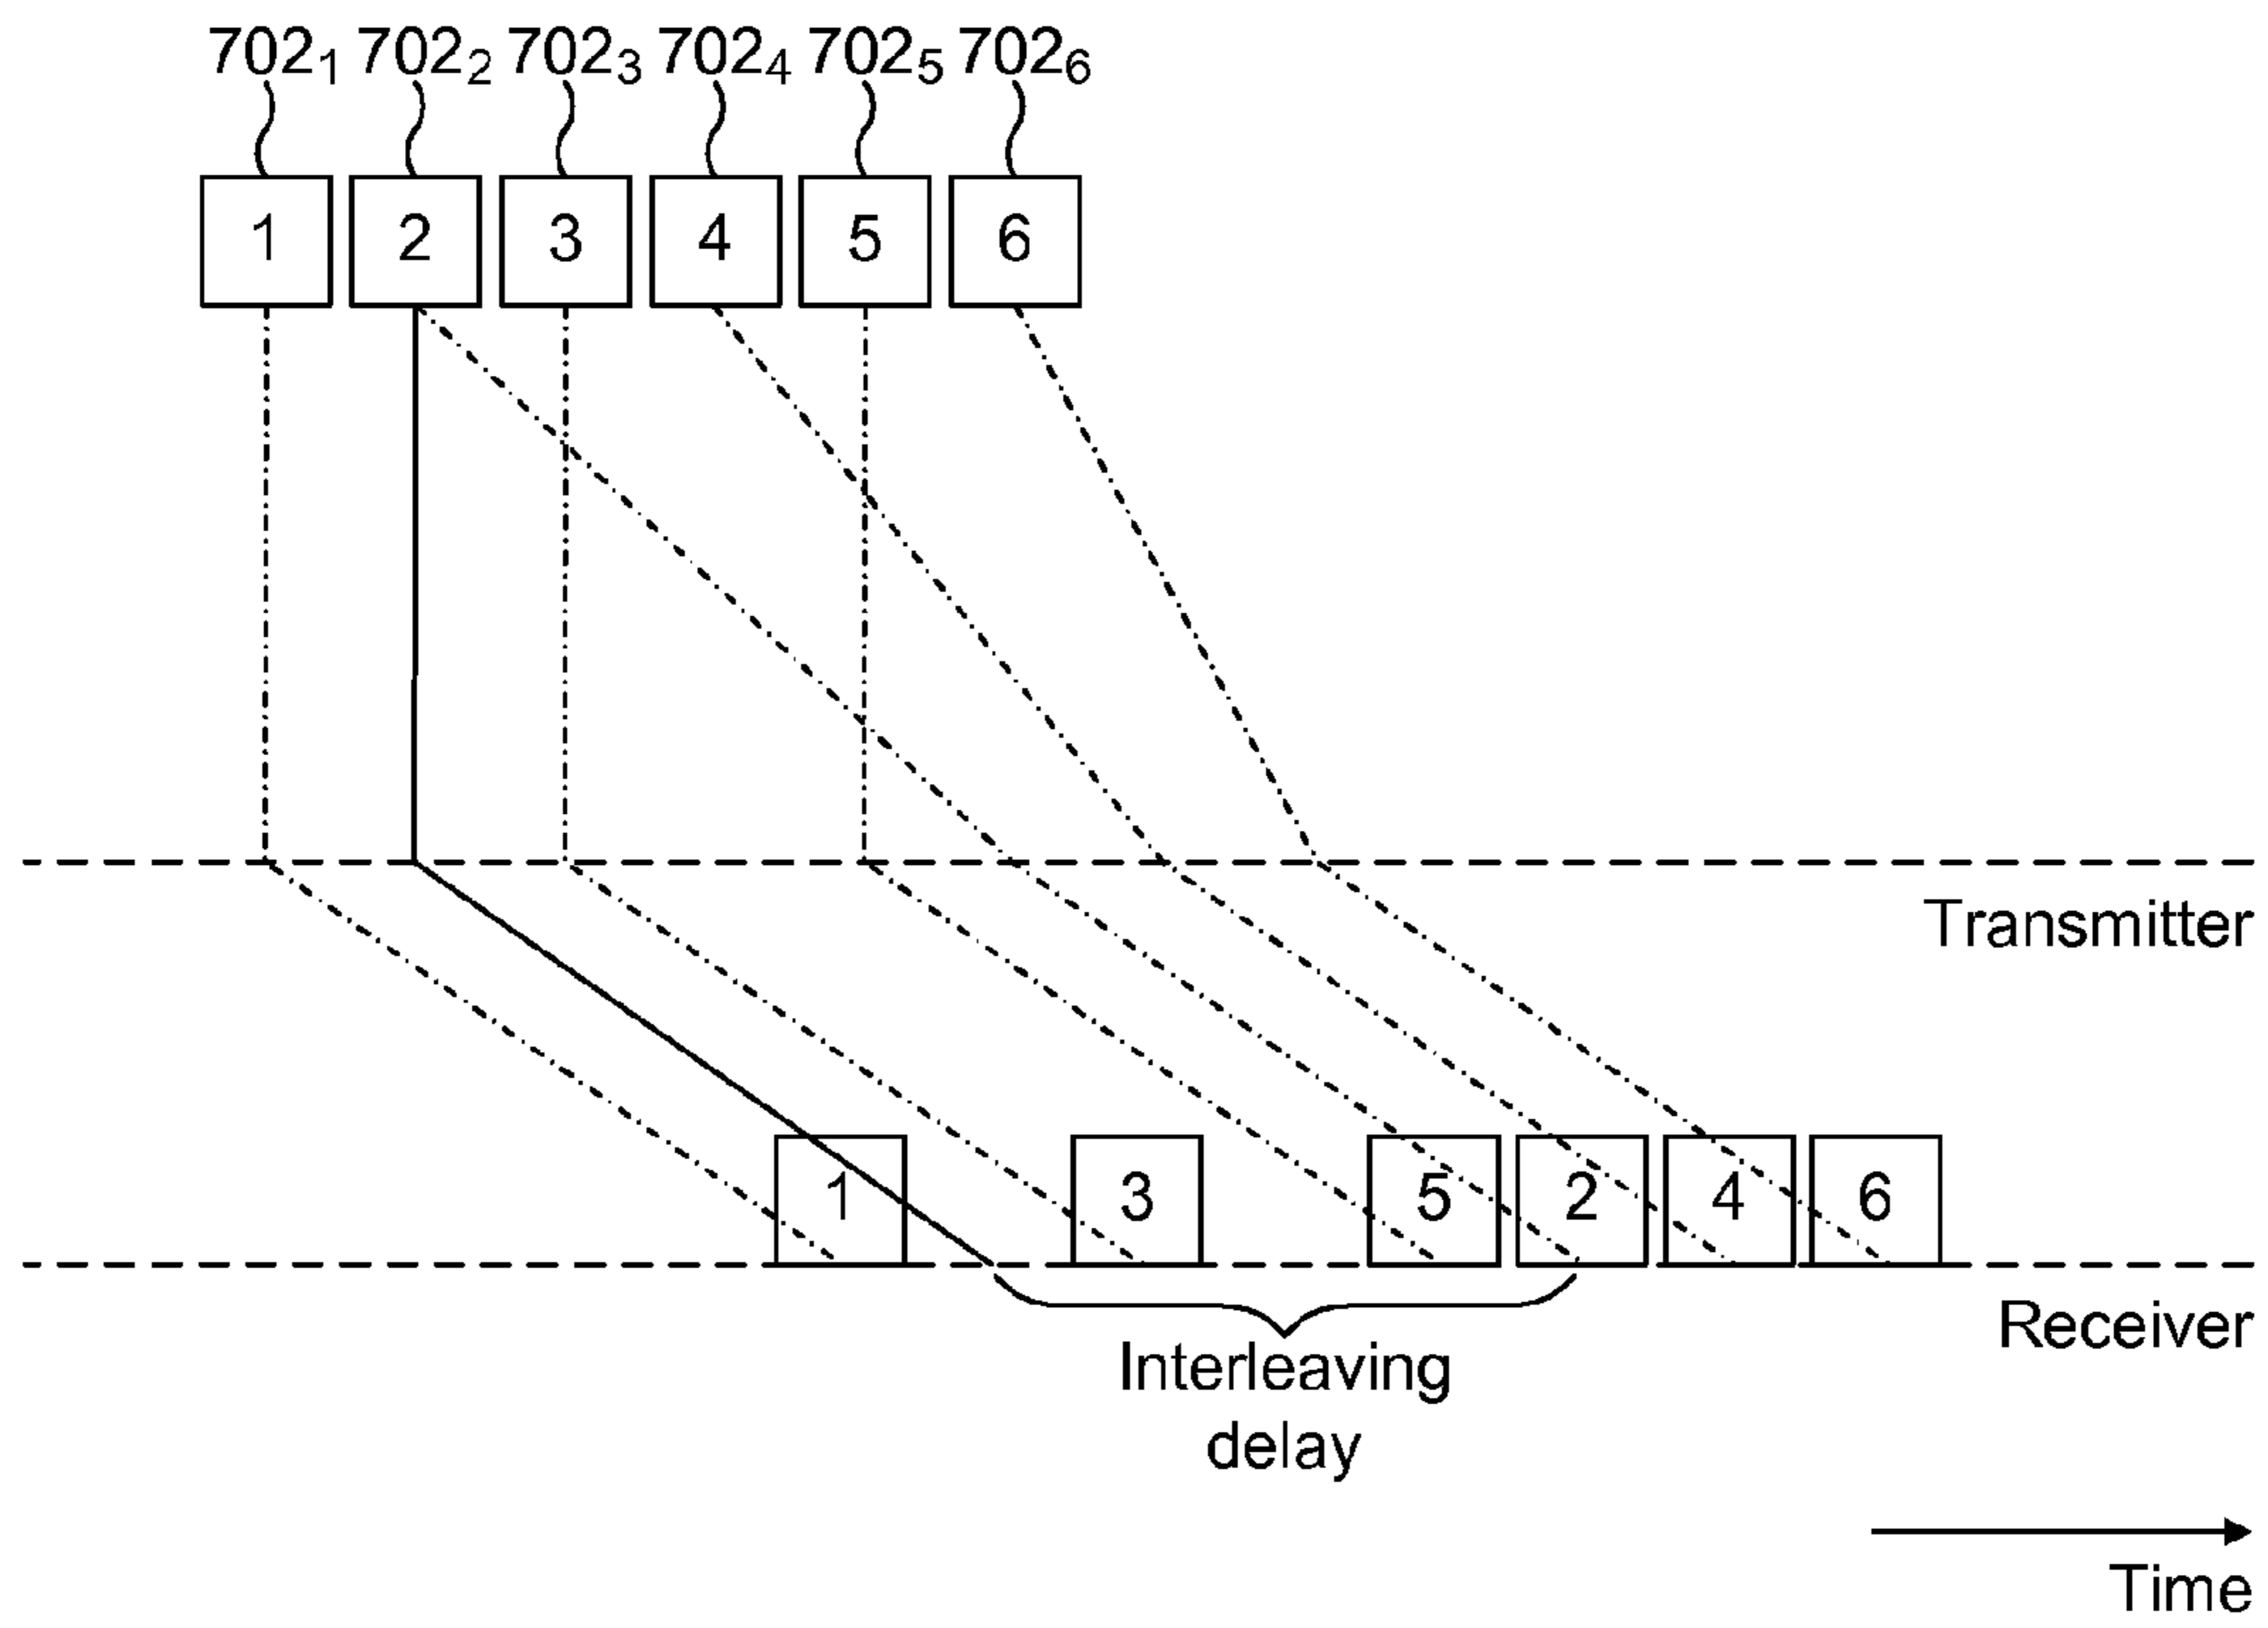 702₁ 702₂ 702₃ 702₄ 702₅ 702₆
1 2 3 4 5 6
Transmitter
1 3 5 2 4 6
Receiver
Interleaving
delay
Time